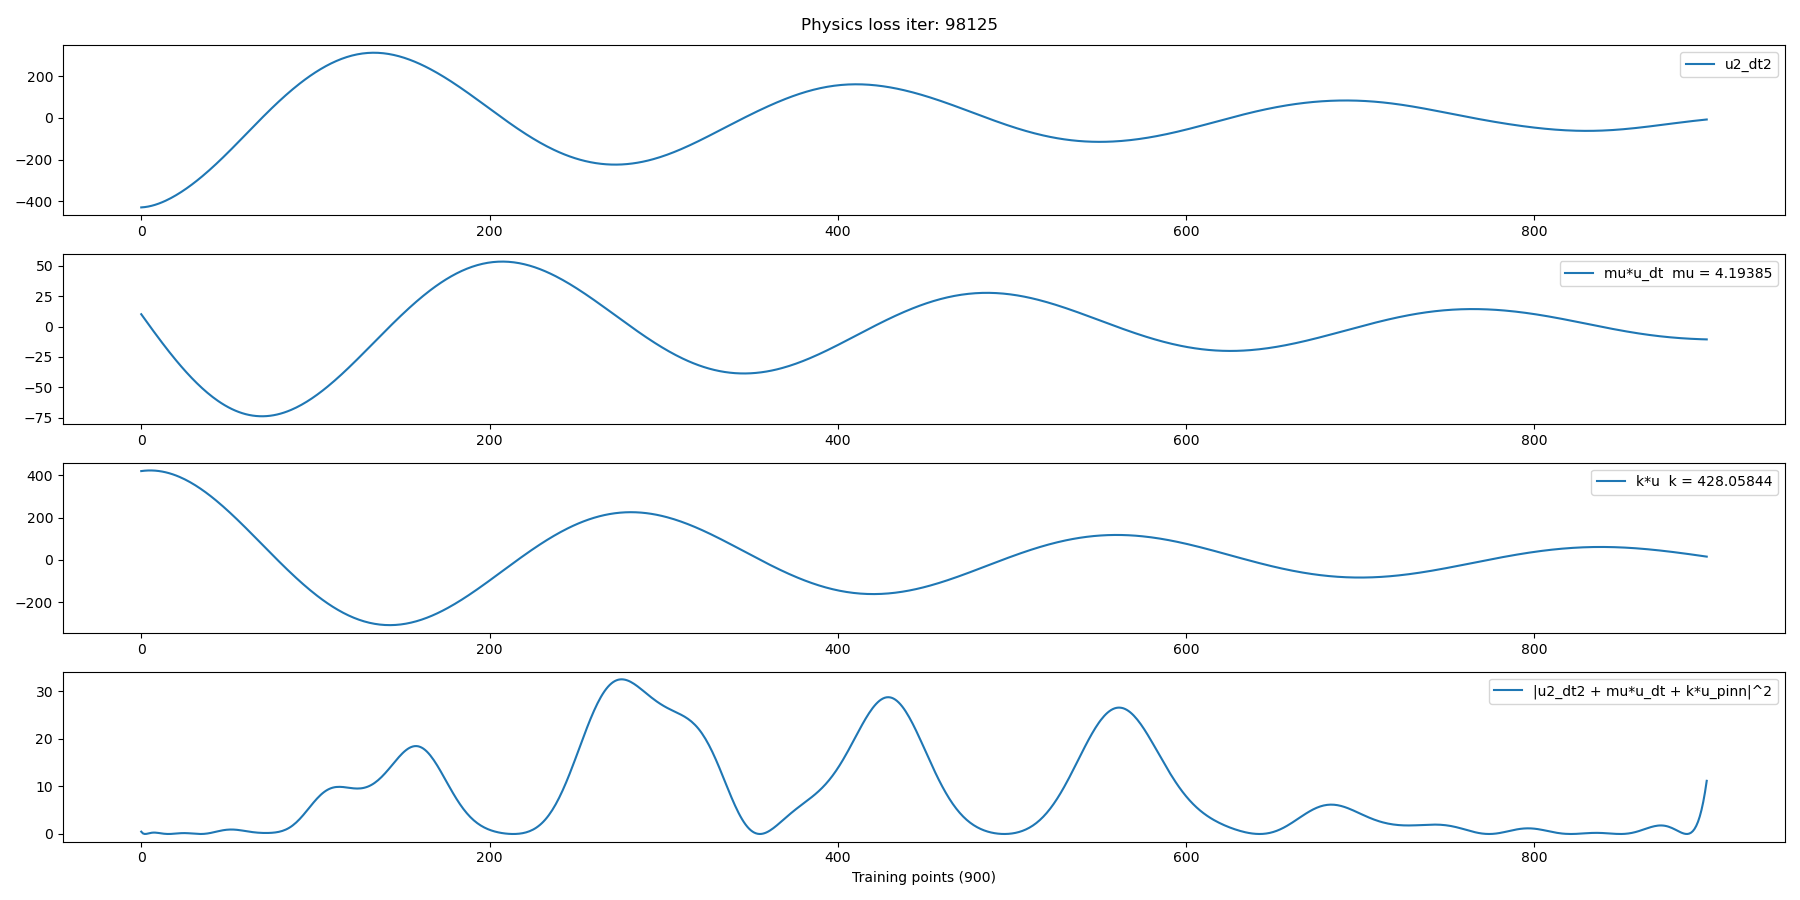 Physics loss iter: 98125
u2_dt2
200
0
−200
−400
0 200 400 600 800
mu*u_dt  mu = 4.19385
50
25
0
−25
−50
−75
0 200 400 600 800
k*u  k = 428.05844
400
200
0
−200
0 200 400 600 800
|u2_dt2 + mu*u_dt + k*u_pinn|^2
30
20
10
0
0 200 400 600 800
Training points (900)